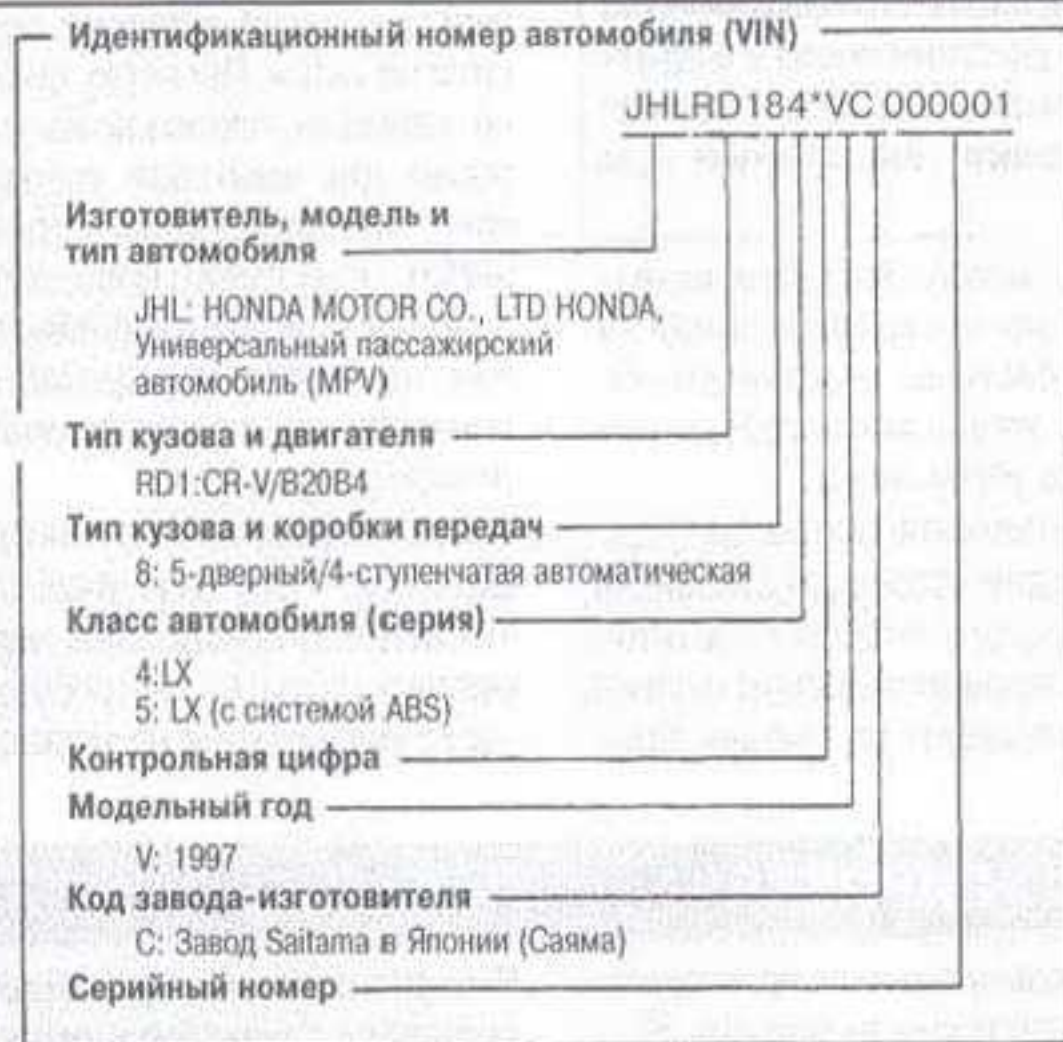 Идентификационный номер автомобиля (VIN)
JHLRD184*VC 000001
Изготовитель, модель и
тип автомобиля
JHL: HONDA MOTOR CO., LTD HONDA,
Универсальный пассажирский
автомобиль (MPV)
Тип кузова и двигателя
RD1:CR-V/B20B4
Тип кузова и коробки передач
8: 5-дверный/4-ступенчатая автоматическая
Класс автомобиля (серия)
4:LX
5: LX (с системой ABS)
Контрольная цифра
Модельный год
V: 1997
Код завода-изготовителя
C: Завод Saitama в Японии (Саяма)
Серийный номер